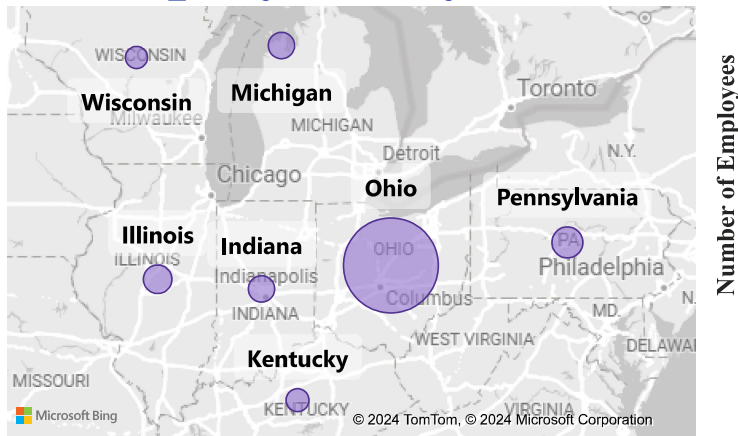 WISCONSIN
Wisconsin
Michigan
Milwaukee
MICHIGAN
Toronto
Detroit
N.Y.
Chicago
Ohio
Pennsylvania
Illinois
ILLINOIS
Indiana
Indianapolis
INDIANA
OHIO
Columbus
PA
Philadelphia
N.
MD.
WEST VIRGINIA
DELAWAR
Kentucky
MISSOURI
KENTUCKY
VIRGINIA
Microsoft Bing
© 2024 TomTom, © 2024 Microsoft Corporation
Number of Employees